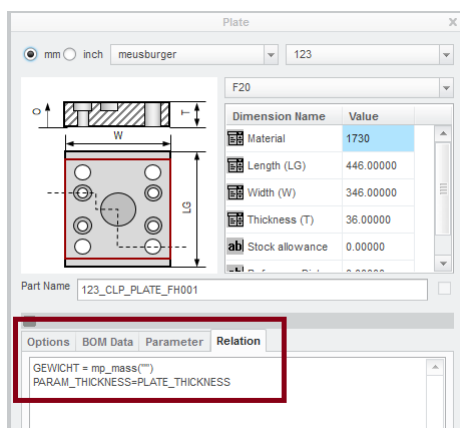 Plate
mm inch meusburger 123
F20
Dimension Name Value
Material 1730
Length (LG) 446.00000
Width (W) 346.00000
Thickness (T) 36.00000
ab Stock allowance 0.00000
O T
W
LG
Part Name 123_CLP_PLATE_FH001
Options BOM Data Parameter Relation
GEWICHT = mp_mass("")
PARAM_THICKNESS=PLATE_THICKNESS